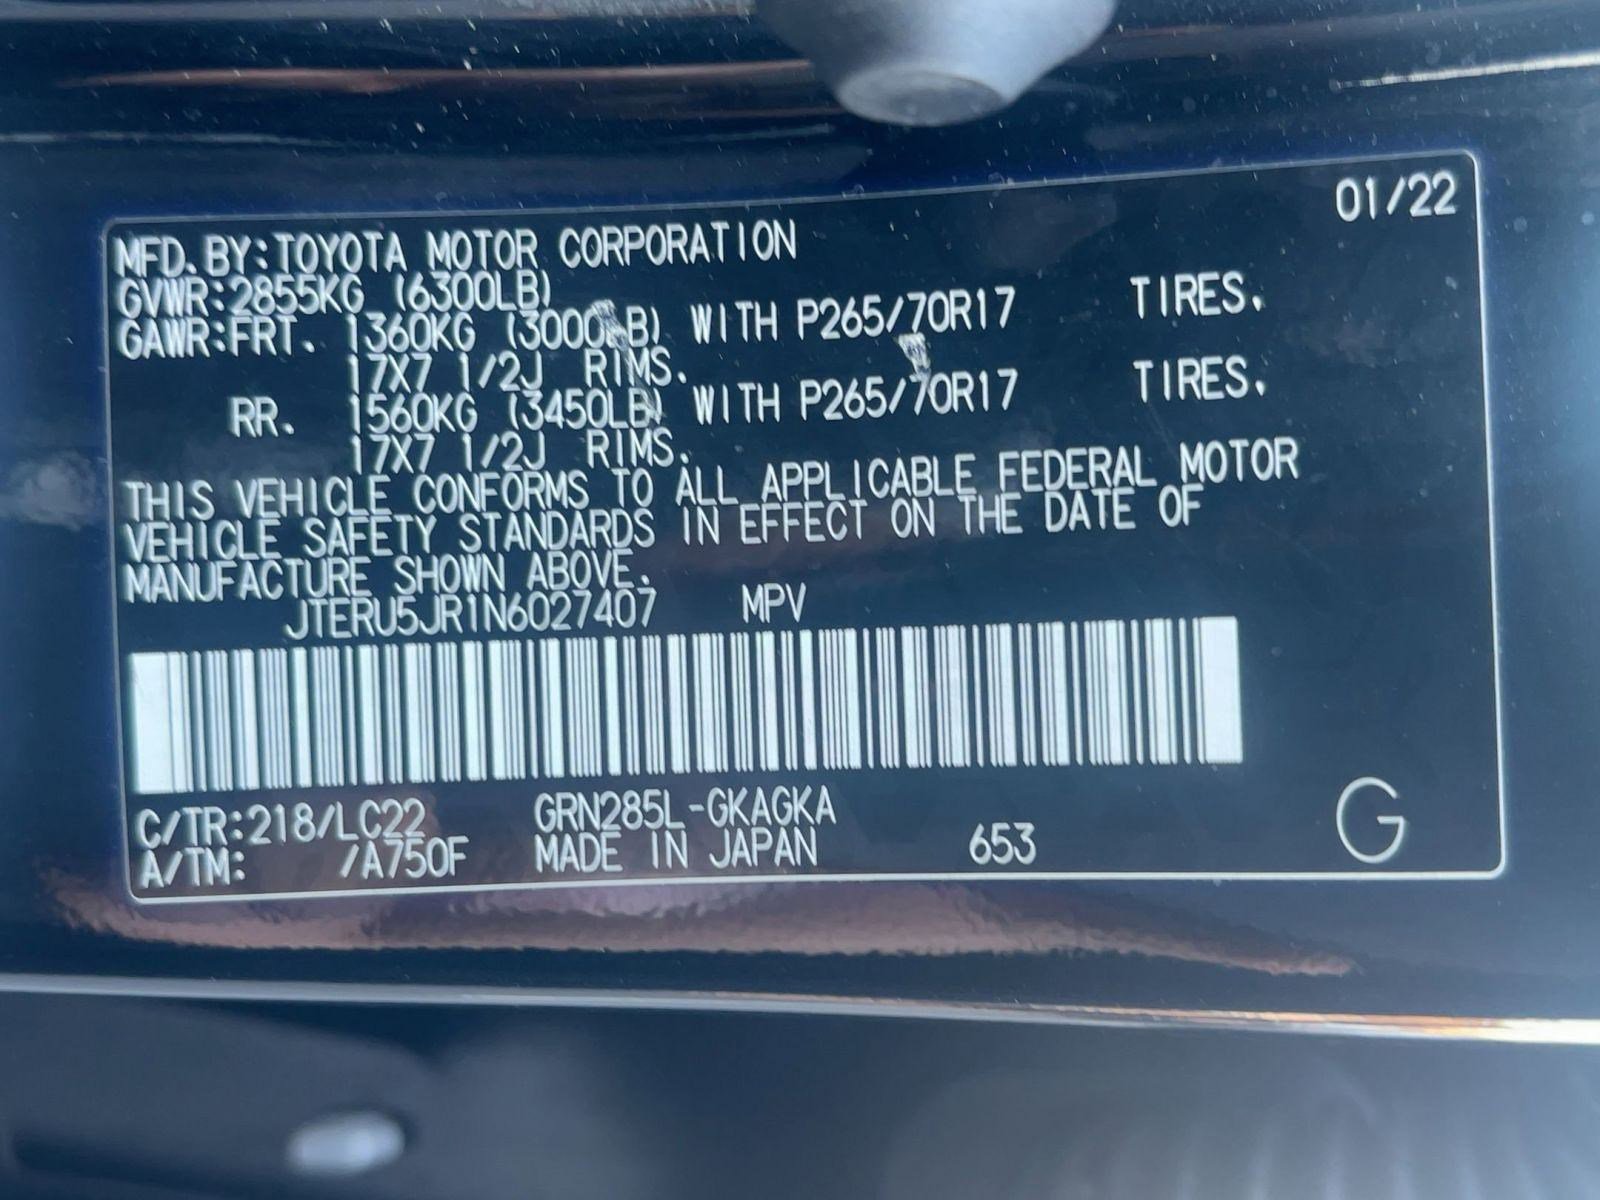 01/22
MFD.BY:TOYOTA MOTOR CORPORATION
GVWR:2855KG (6300LB)
GAWR:FRT. 1360KG (3000LB) WITH P265/70R17 TIRES.
17X7 1/2J RIMS.
RR. 1560KG (3450LB) WITH P265/70R17 TIRES.
17X7 1/2J RIMS.
THIS VEHICLE CONFORMS TO ALL APPLICABLE FEDERAL MOTOR
VEHICLE SAFETY STANDARDS IN EFFECT ON THE DATE OF
MANUFACTURE SHOWN ABOVE.
JTERU5JR1N6027407 MPV
C/TR:218/LC22 GRN285L-GKAGKA
A/TM: /A750F MADE IN JAPAN 653
G